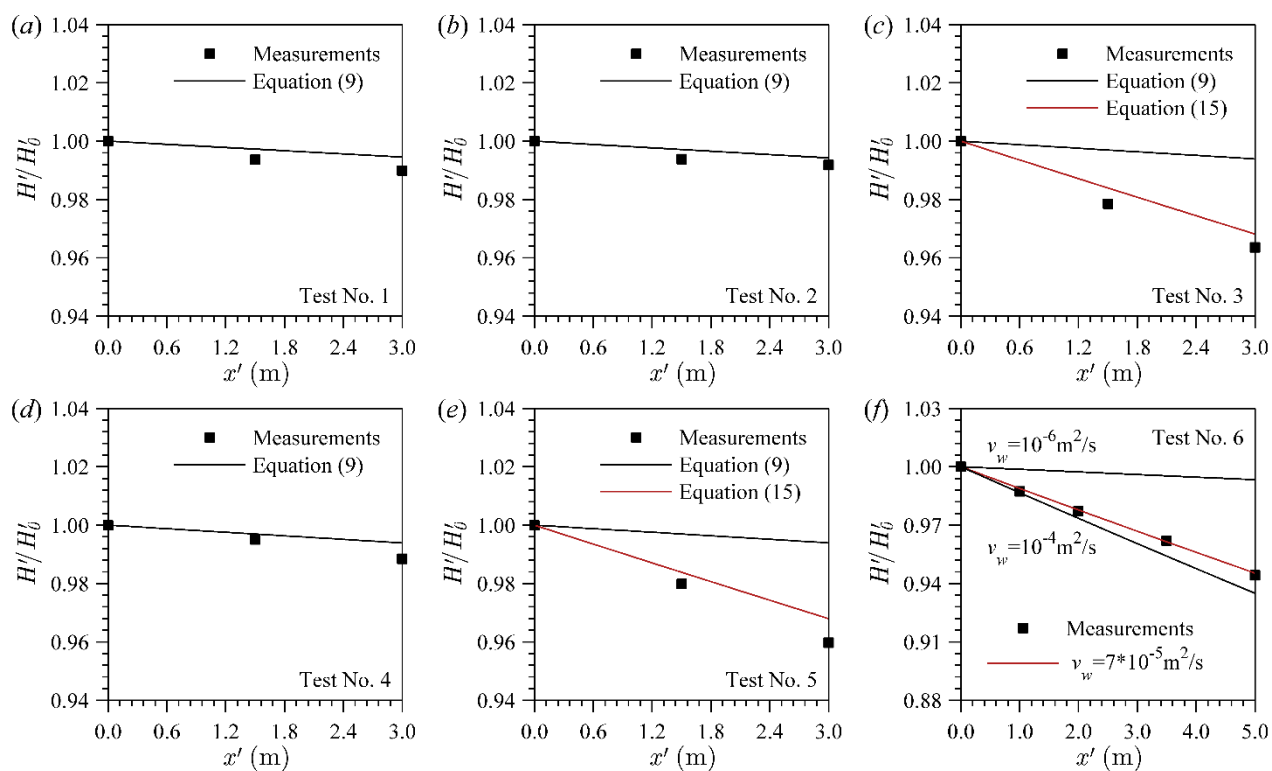 (a)
1.04
1.02
1.00
0.98
0.96
0.94
H′/H′0
Measurements
Equation (9)
Test No. 1
0.0 0.6 1.2 1.8 2.4 3.0
x′ (m)
(b)
1.04
1.02
1.00
0.98
0.96
0.94
H′/H′0
Measurements
Equation (9)
Test No. 2
0.0 0.6 1.2 1.8 2.4 3.0
x′ (m)
(c)
1.04
1.02
1.00
0.98
0.96
0.94
H′/H′0
Measurements
Equation (9)
Equation (15)
Test No. 3
0.0 0.6 1.2 1.8 2.4 3.0
x′ (m)
(d)
1.04
1.02
1.00
0.98
0.96
0.94
H′/H′0
Measurements
Equation (9)
Test No. 4
0.0 0.6 1.2 1.8 2.4 3.0
x′ (m)
(e)
1.04
1.02
1.00
0.98
0.96
0.94
H′/H′0
Measurements
Equation (9)
Equation (15)
Test No. 5
0.0 0.6 1.2 1.8 2.4 3.0
x′ (m)
(f)
1.03
1.00
0.97
0.94
0.91
0.88
H′/H′0
Test No. 6
νw=10⁻⁶m²/s
νw=10⁻⁴m²/s
Measurements
νw=7*10⁻⁵m²/s
0.0 1.0 2.0 3.0 4.0 5.0
x′ (m)